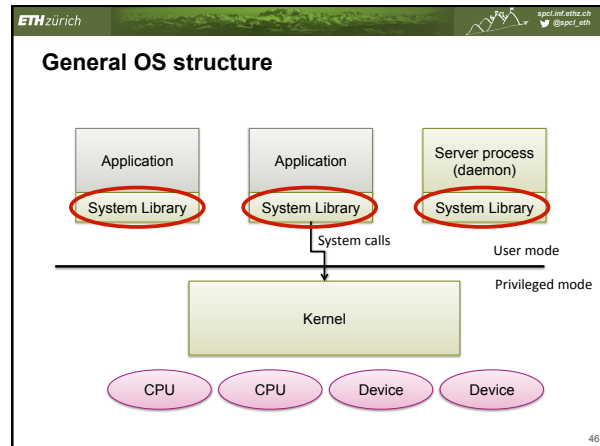 ETH zürich
spcl.inf.ethz.ch
@spcl_eth
General OS structure
Application
Application
Server process
(daemon)
System Library
System Library
System Library
System calls
User mode
Privileged mode
Kernel
CPU
CPU
Device
Device
46